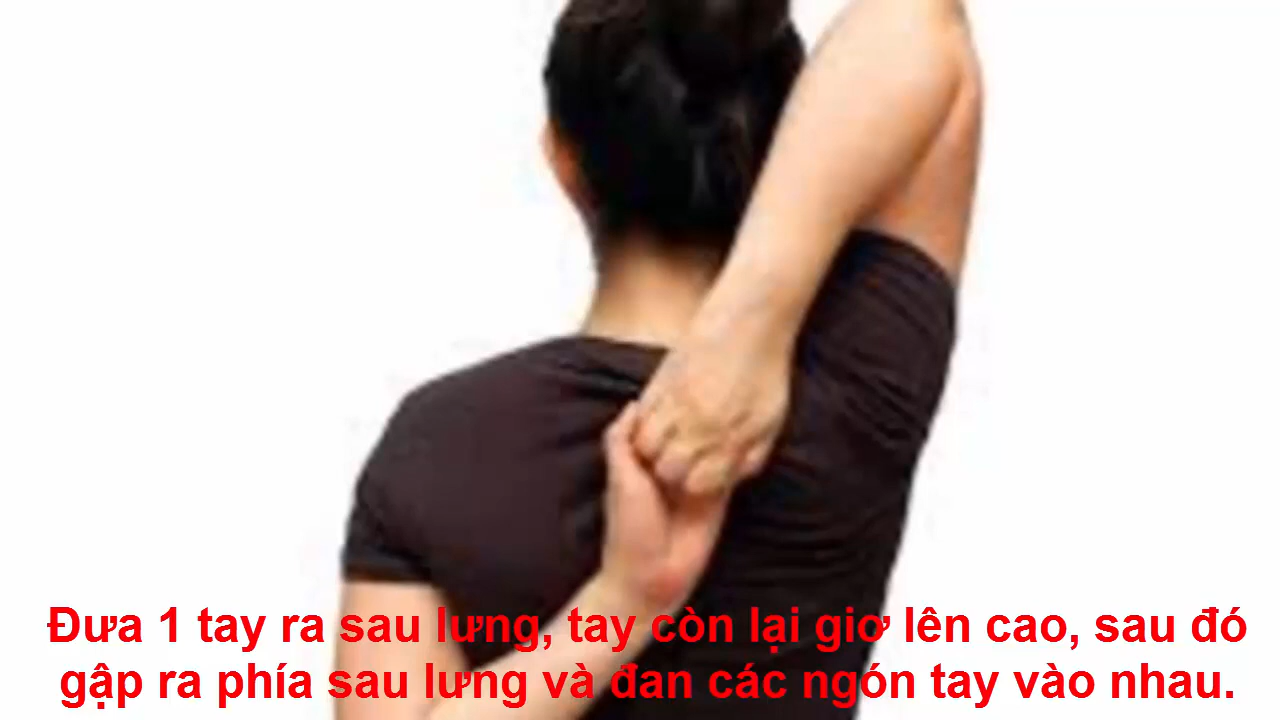 Đưa 1 tay ra sau lưng, tay còn lại giơ lên cao, sau đó
gập ra phía sau lưng và đan các ngón tay vào nhau.